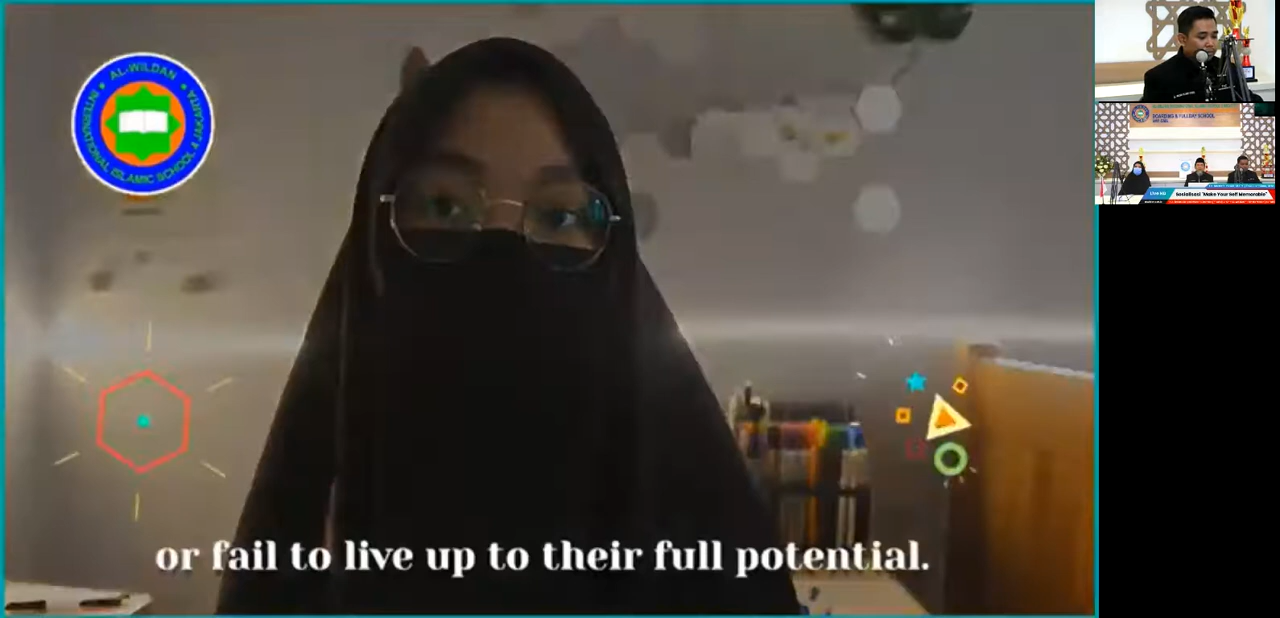 AL-WILDAN
INTERNATIONAL ISLAMIC SCHOOL 4 JAKARTA
or fail to live up to their full potential.
BOARDING & FULLDAY SCHOOL
Sosialisasi "Make Your Self Memorable"